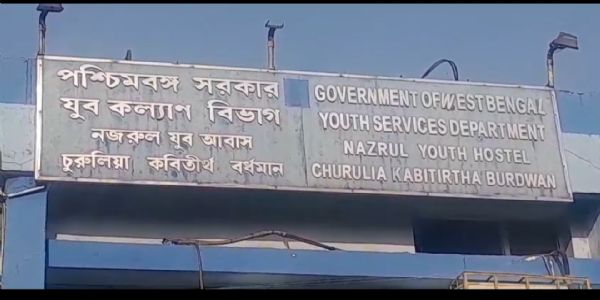 পশ্চিমবঙ্গ সরকার
যুব কল্যাণ বিভাগ
নজরুল যুব আবাস
চুরুলিয়া কবিতীর্থ বর্ধমান
GOVERNMENT OF WEST BENGAL
YOUTH SERVICES DEPARTMENT
NAZRUL YOUTH HOSTEL
CHURULIA KABITIRTHA BURDWAN